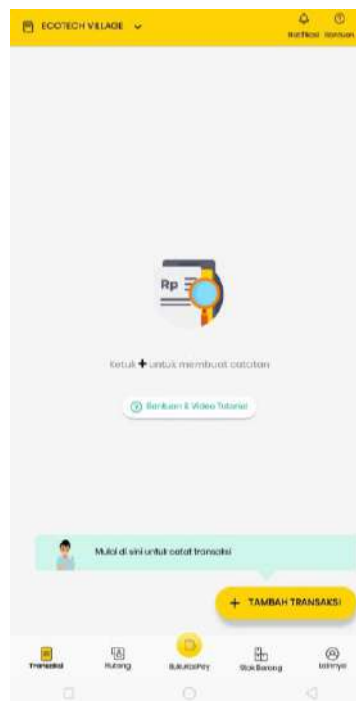 ECOTECH VILLAGE
Notifikasi Bantuan
Rp
Ketuk + untuk membuat catatan
Bantuan & Video Tutorial
Mulai di sini untuk catat transaksi
+ TAMBAH TRANSAKSI
Transaksi Hutang BukuKasPay Stok Barang Lainnya